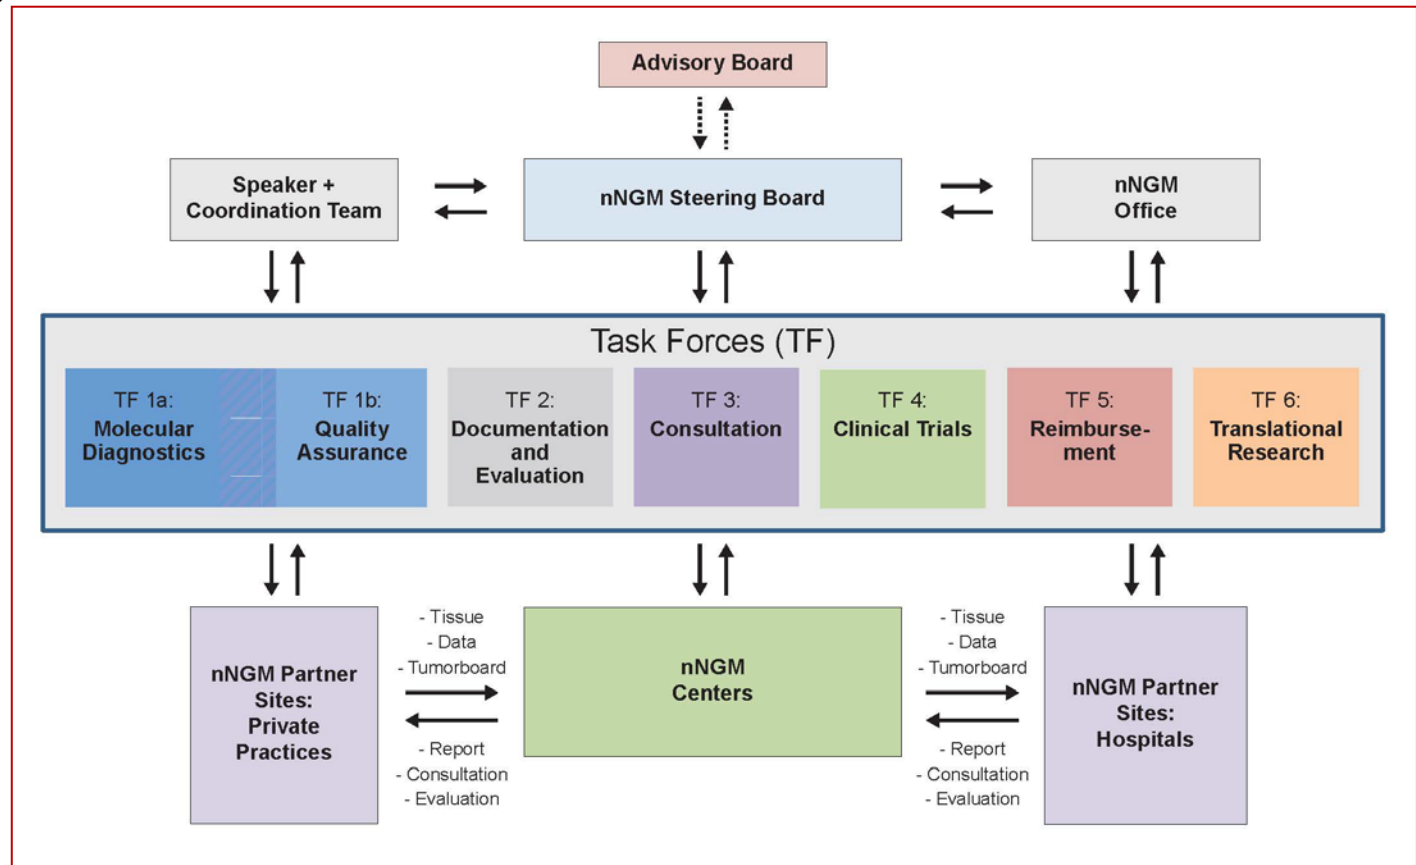 Advisory Board
Speaker +
Coordination Team
nNGM Steering Board
nNGM
Office
Task Forces (TF)
TF 1a:
Molecular
Diagnostics
TF 1b:
Quality
Assurance
TF 2:
Documentation
and
Evaluation
TF 3:
Consultation
TF 4:
Clinical Trials
TF 5:
Reimburse-
ment
TF 6:
Translational
Research
nNGM Partner
Sites:
Private
Practices
- Tissue
- Data
- Tumorboard
- Report
- Consultation
- Evaluation
nNGM
Centers
- Tissue
- Data
- Tumorboard
- Report
- Consultation
- Evaluation
nNGM Partner
Sites:
Hospitals